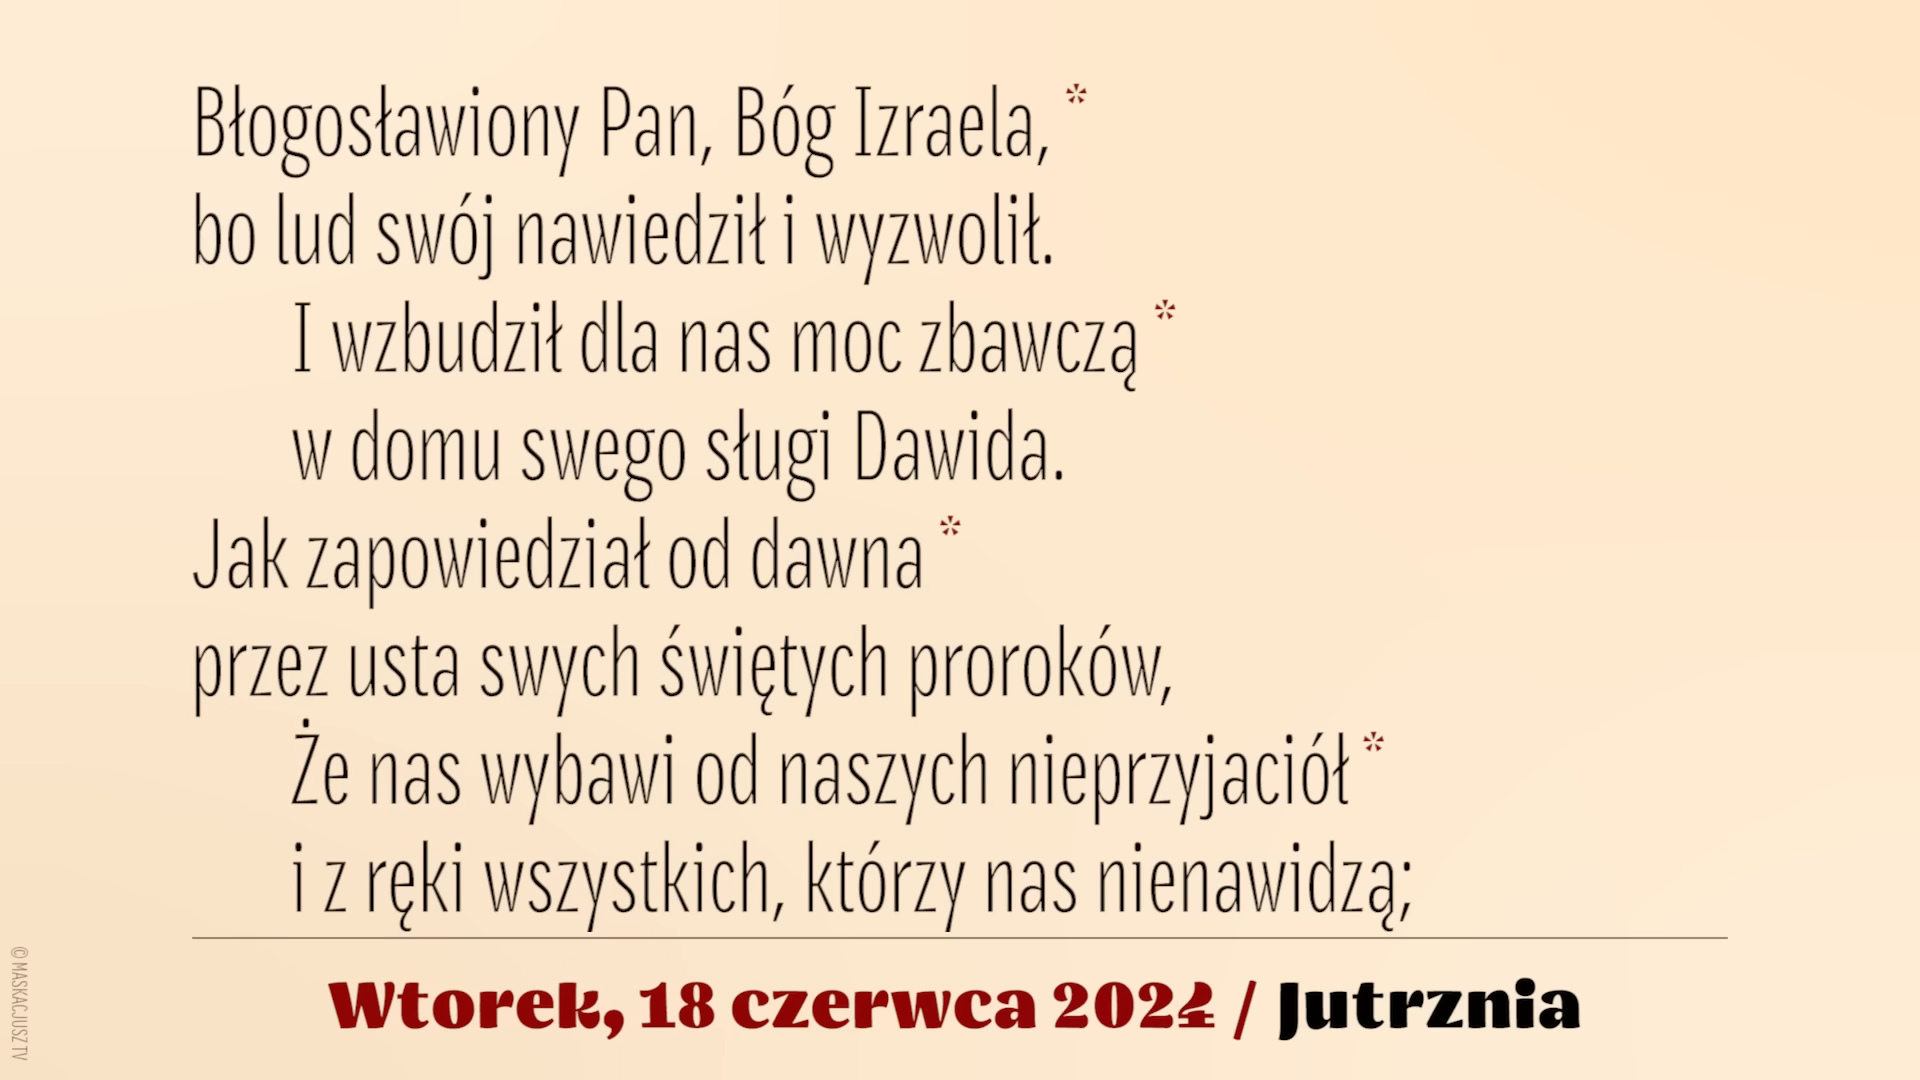 Błogosławiony Pan, Bóg Izraela, *
bo lud swój nawiedził i wyzwolił.
I wzbudził dla nas moc zbawczą *
w domu swego sługi Dawida.
Jak zapowiedział od dawna *
przez usta swych świętych proroków,
Że nas wybawi od naszych nieprzyjaciół *
i z ręki wszystkich, którzy nas nienawidzą;
Wtorek, 18 czerwca 2024 / Jutrznia
© MASKACJUSZ TV